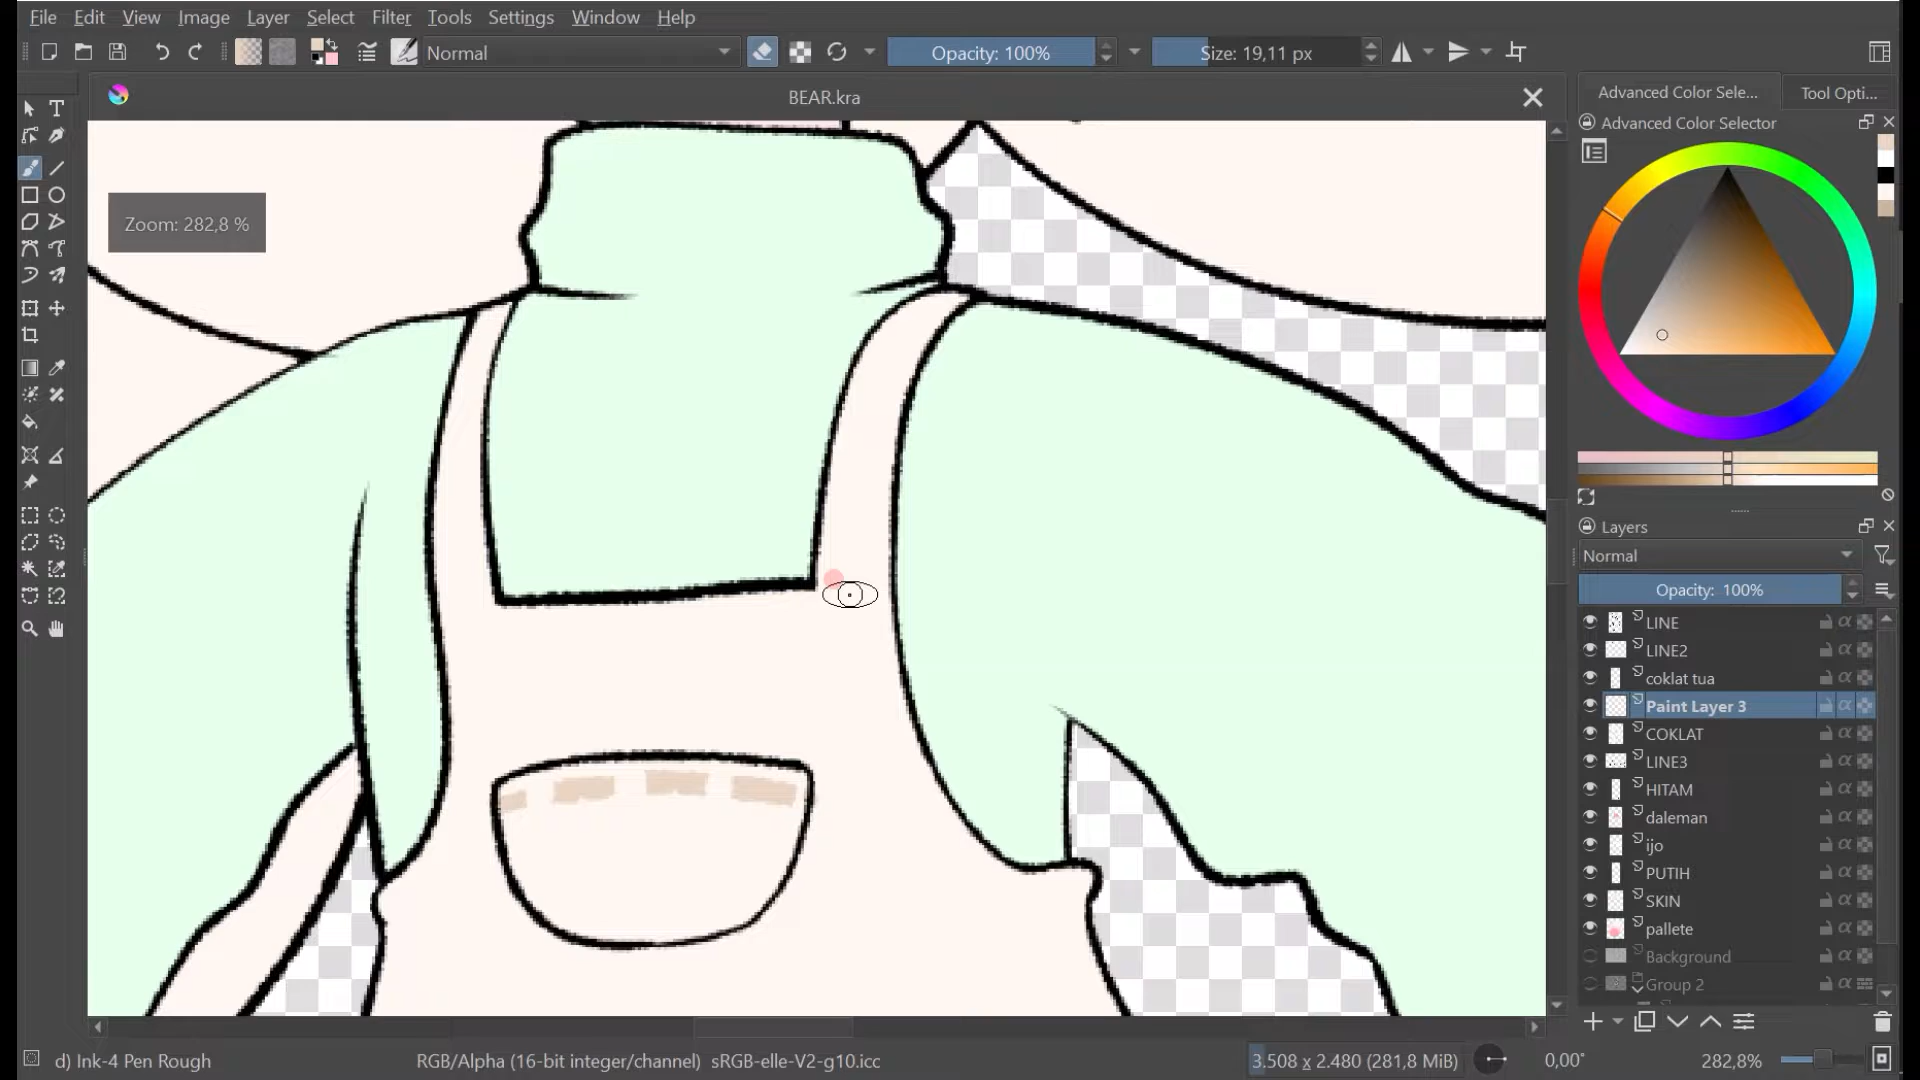 File Edit View Image Layer Select Filter Tools Settings Window Help
Normal Opacity: 100% Size: 19,11 px
BEAR.kra
Advanced Color Sele... Tool Opti...
Advanced Color Selector
Zoom: 282,8 %
Layers
Normal
Opacity: 100%
LINE
LINE2
coklat tua
Paint Layer 3
COKLAT
LINE3
HITAM
daleman
ijo
PUTIH
SKIN
pallete
Background
Group 2
d) Ink-4 Pen Rough RGB/Alpha (16-bit integer/channel) sRGB-elle-V2-g10.icc 3.508 x 2.480 (281,8 MiB) 0,00° 282,8%